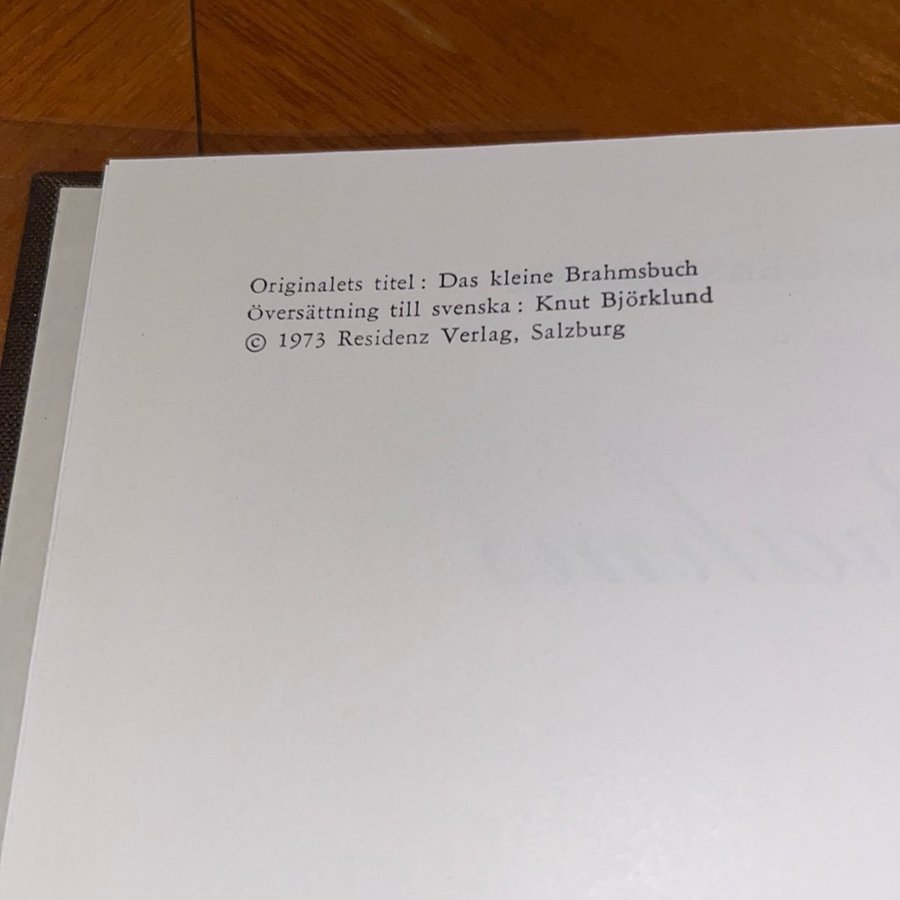 Originalets titel: Das kleine Brahmsbuch
Översättning till svenska: Knut Björklund
© 1973 Residenz Verlag, Salzburg